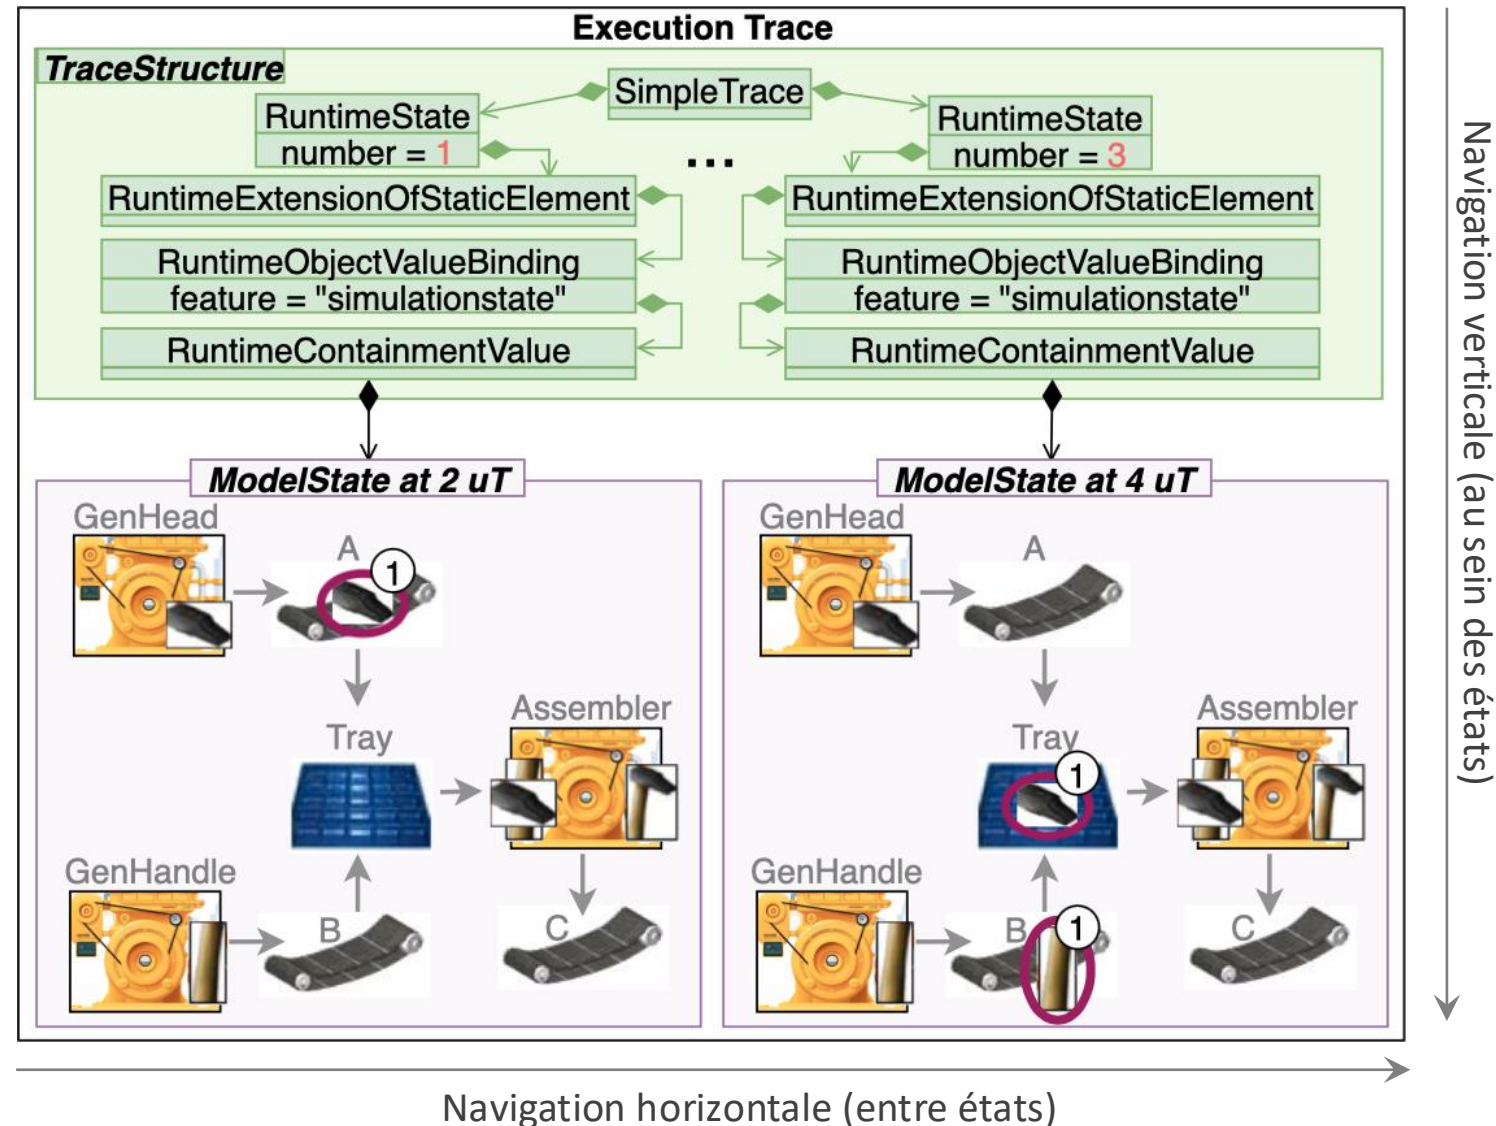 Execution Trace
TraceStructure
SimpleTrace
RuntimeState
number = 1
RuntimeExtensionOfStaticElement
RuntimeObjectValueBinding
feature = "simulationstate"
RuntimeContainmentValue
...
RuntimeState
number = 3
RuntimeExtensionOfStaticElement
RuntimeObjectValueBinding
feature = "simulationstate"
RuntimeContainmentValue
ModelState at 2 uT
GenHead
A
1
Tray
Assembler
GenHandle
B
C
ModelState at 4 uT
GenHead
A
Tray
1
Assembler
GenHandle
B
1
C
Navigation verticale (au sein des états)
Navigation horizontale (entre états)